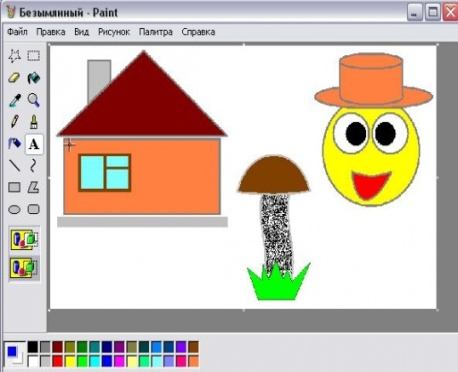 Безымянный - Paint
Файл Правка Вид Рисунок Палитра Справка
A